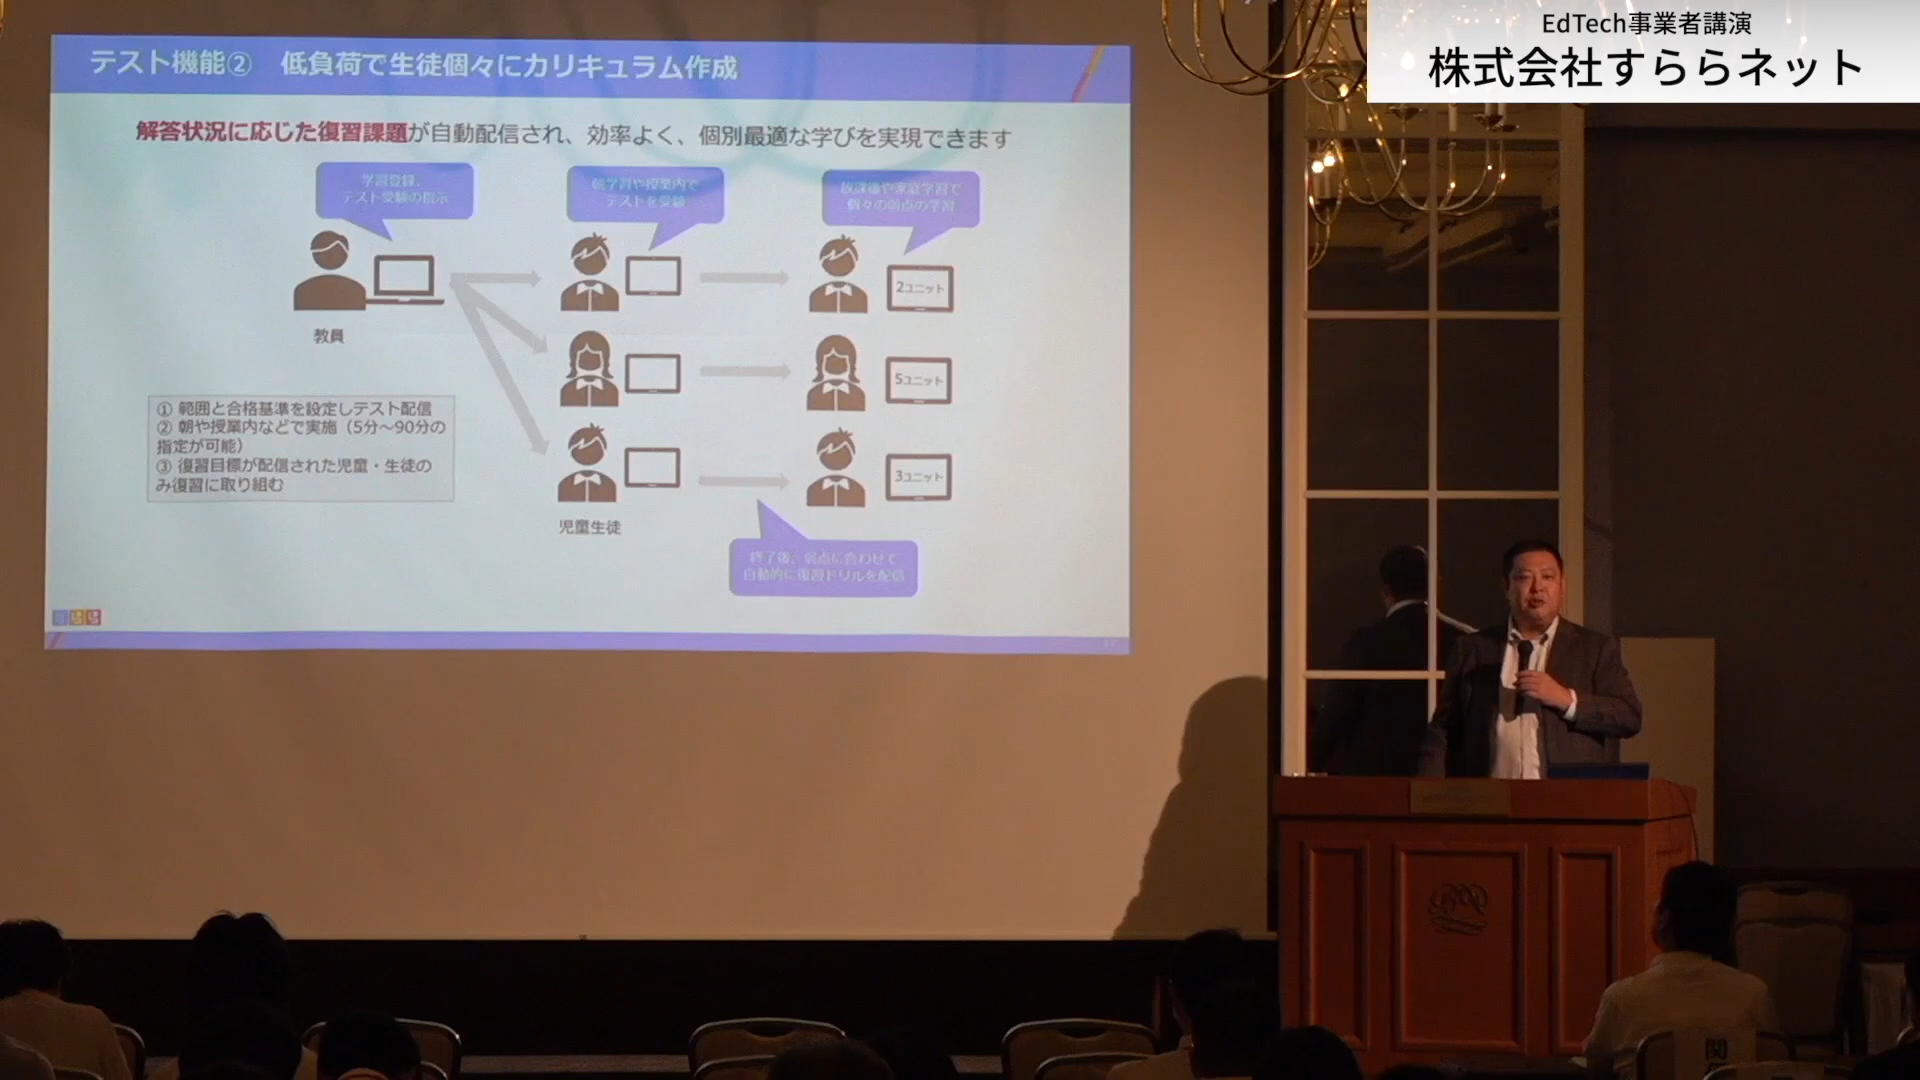 EdTech事業者講演
株式会社すららネット
テスト機能② 低負荷で生徒個々にカリキュラム作成
解答状況に応じた復習課題が自動配信され、効率よく、個別最適な学びを実現できます
学習登録、
テスト受験の指示
朝学習や授業内で
テストを受験
放課後や家庭学習で
個々の弱点の学習
2ユニット
教員
5ユニット
① 範囲と合格基準を設定しテスト配信
② 朝や授業内などで実施（5分～90分の
指定が可能）
③ 復習目標が配信された児童・生徒の
み復習に取り組む
3ユニット
児童生徒
終了後、弱点に合わせて
自動的に復習ドリルを配信
すらら
17
関